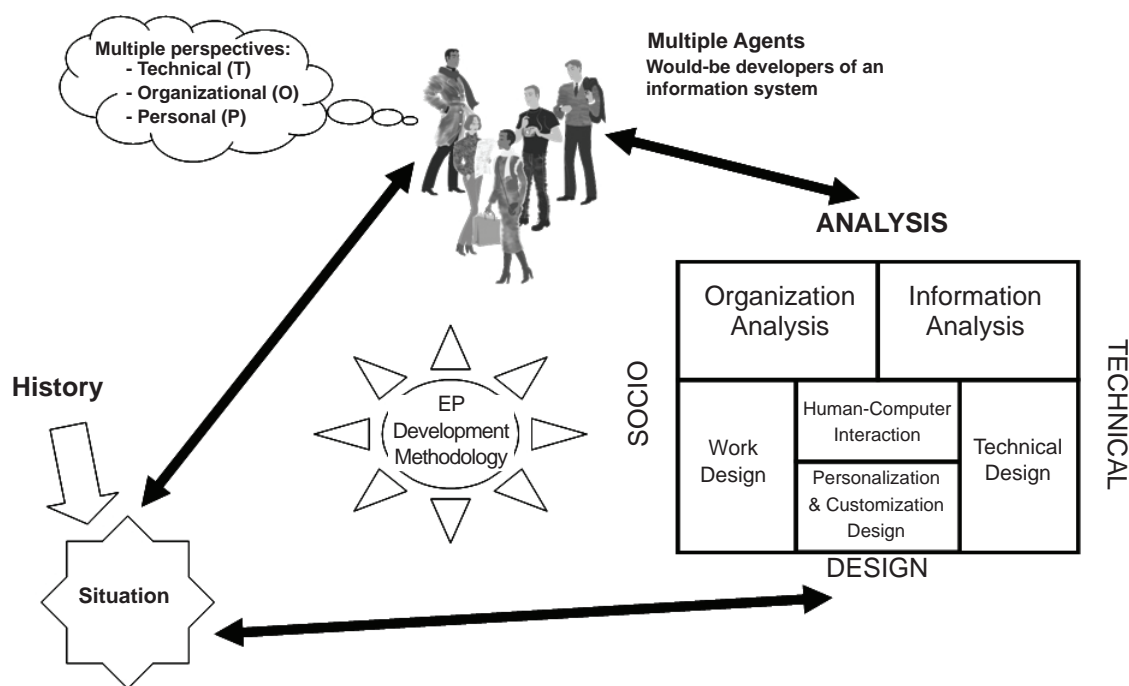 Multiple perspectives:
- Technical (T)
- Organizational (O)
- Personal (P)
Multiple Agents
Would-be developers of an
information system
ANALYSIS
Organization
Analysis
Information
Analysis
SOCIO
TECHNICAL
Human-Computer
Interaction
Work
Design
Technical
Design
Personalization
& Customization
Design
DESIGN
EP
Development
Methodology
History
Situation